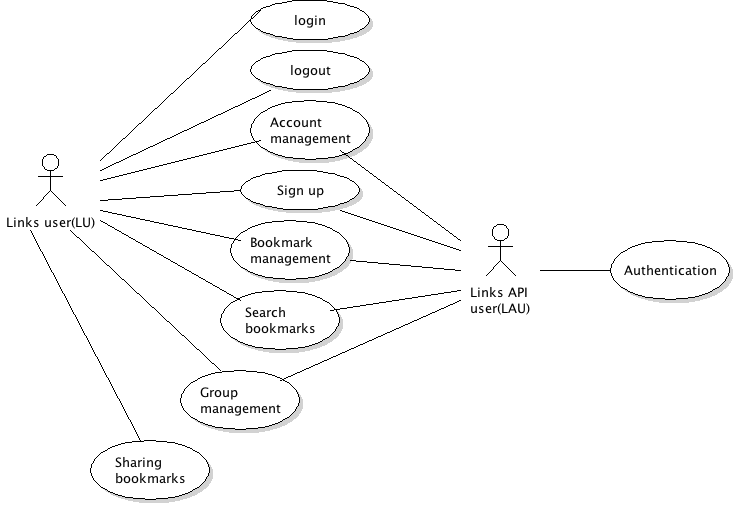 login
logout
Account
management
Links user(LU)
Sign up
Bookmark
management
Links API
user(LAU)
Authentication
Search
bookmarks
Group
management
Sharing
bookmarks